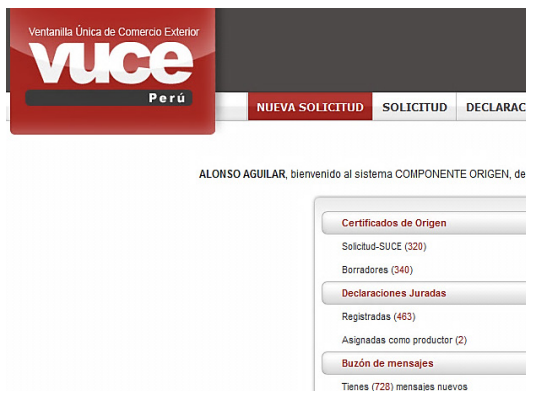 Ventanilla Única de Comercio Exterior
vuce
Perú
NUEVA SOLICITUD SOLICITUD DECLARAC
ALONSO AGUILAR, bienvenido al sistema COMPONENTE ORIGEN, de
Certificados de Origen
Solicitud-SUCE (320)
Borradores (340)
Declaraciones Juradas
Registradas (463)
Asignadas como productor (2)
Buzón de mensajes
Tienes (728) mensajes nuevos